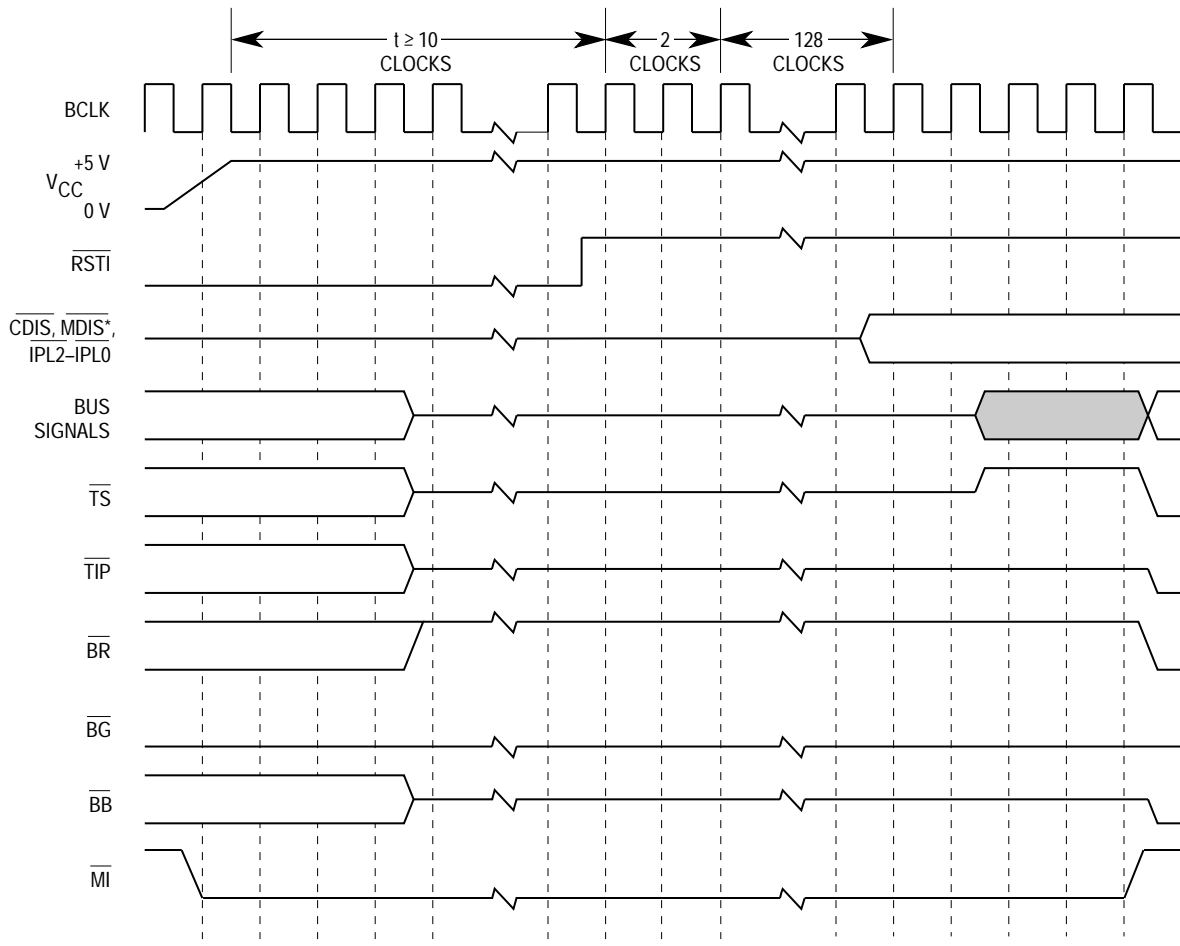 t ≥ 10
CLOCKS
2
CLOCKS
128
CLOCKS
BCLK
+5 V
VCC
0 V
RSTI
CDIS, MDIS*,
IPL2–IPL0
BUS
SIGNALS
TS
TIP
BR
BG
BB
MI